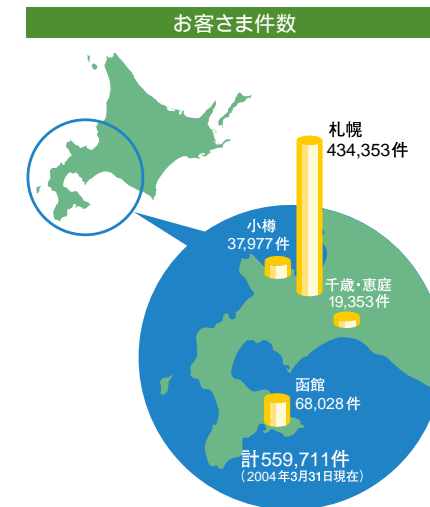 お客さま件数
札幌
434,353件
小樽
37,977件
千歳・恵庭
19,353件
函館
68,028件
計559,711件
（2004年3月31日現在）